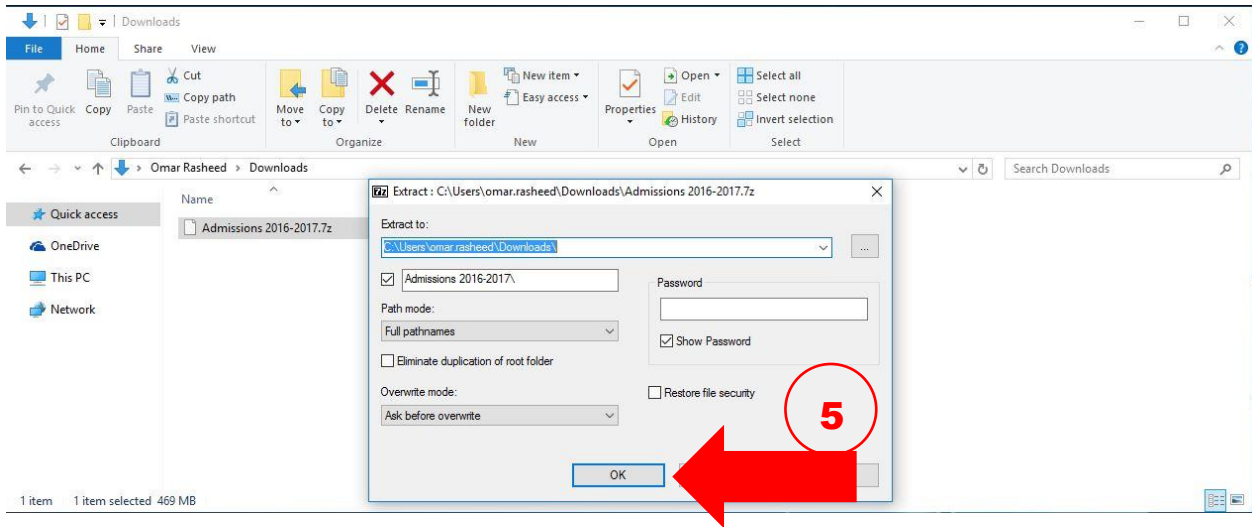 Downloads
File Home Share View
Pin to Quick access
Copy
Paste
Cut
Copy path
Paste shortcut
Clipboard
Move to
Copy to
Delete
Rename
Organize
New folder
New item
Easy access
New
Properties
Open
Edit
History
Open
Select all
Select none
Invert selection
Select
Omar Rasheed > Downloads
Search Downloads
Quick access
OneDrive
This PC
Network
Name
Admissions 2016-2017.7z
7z Extract : C:\Users\omar.rasheed\Downloads\Admissions 2016-2017.7z
Extract to:
C:\Users\omar.rasheed\Downloads\
...
Admissions 2016-2017\
Path mode:
Full pathnames
Eliminate duplication of root folder
Overwrite mode:
Ask before overwrite
Password
Show Password
Restore file security
5
OK
1 item 1 item selected 469 MB